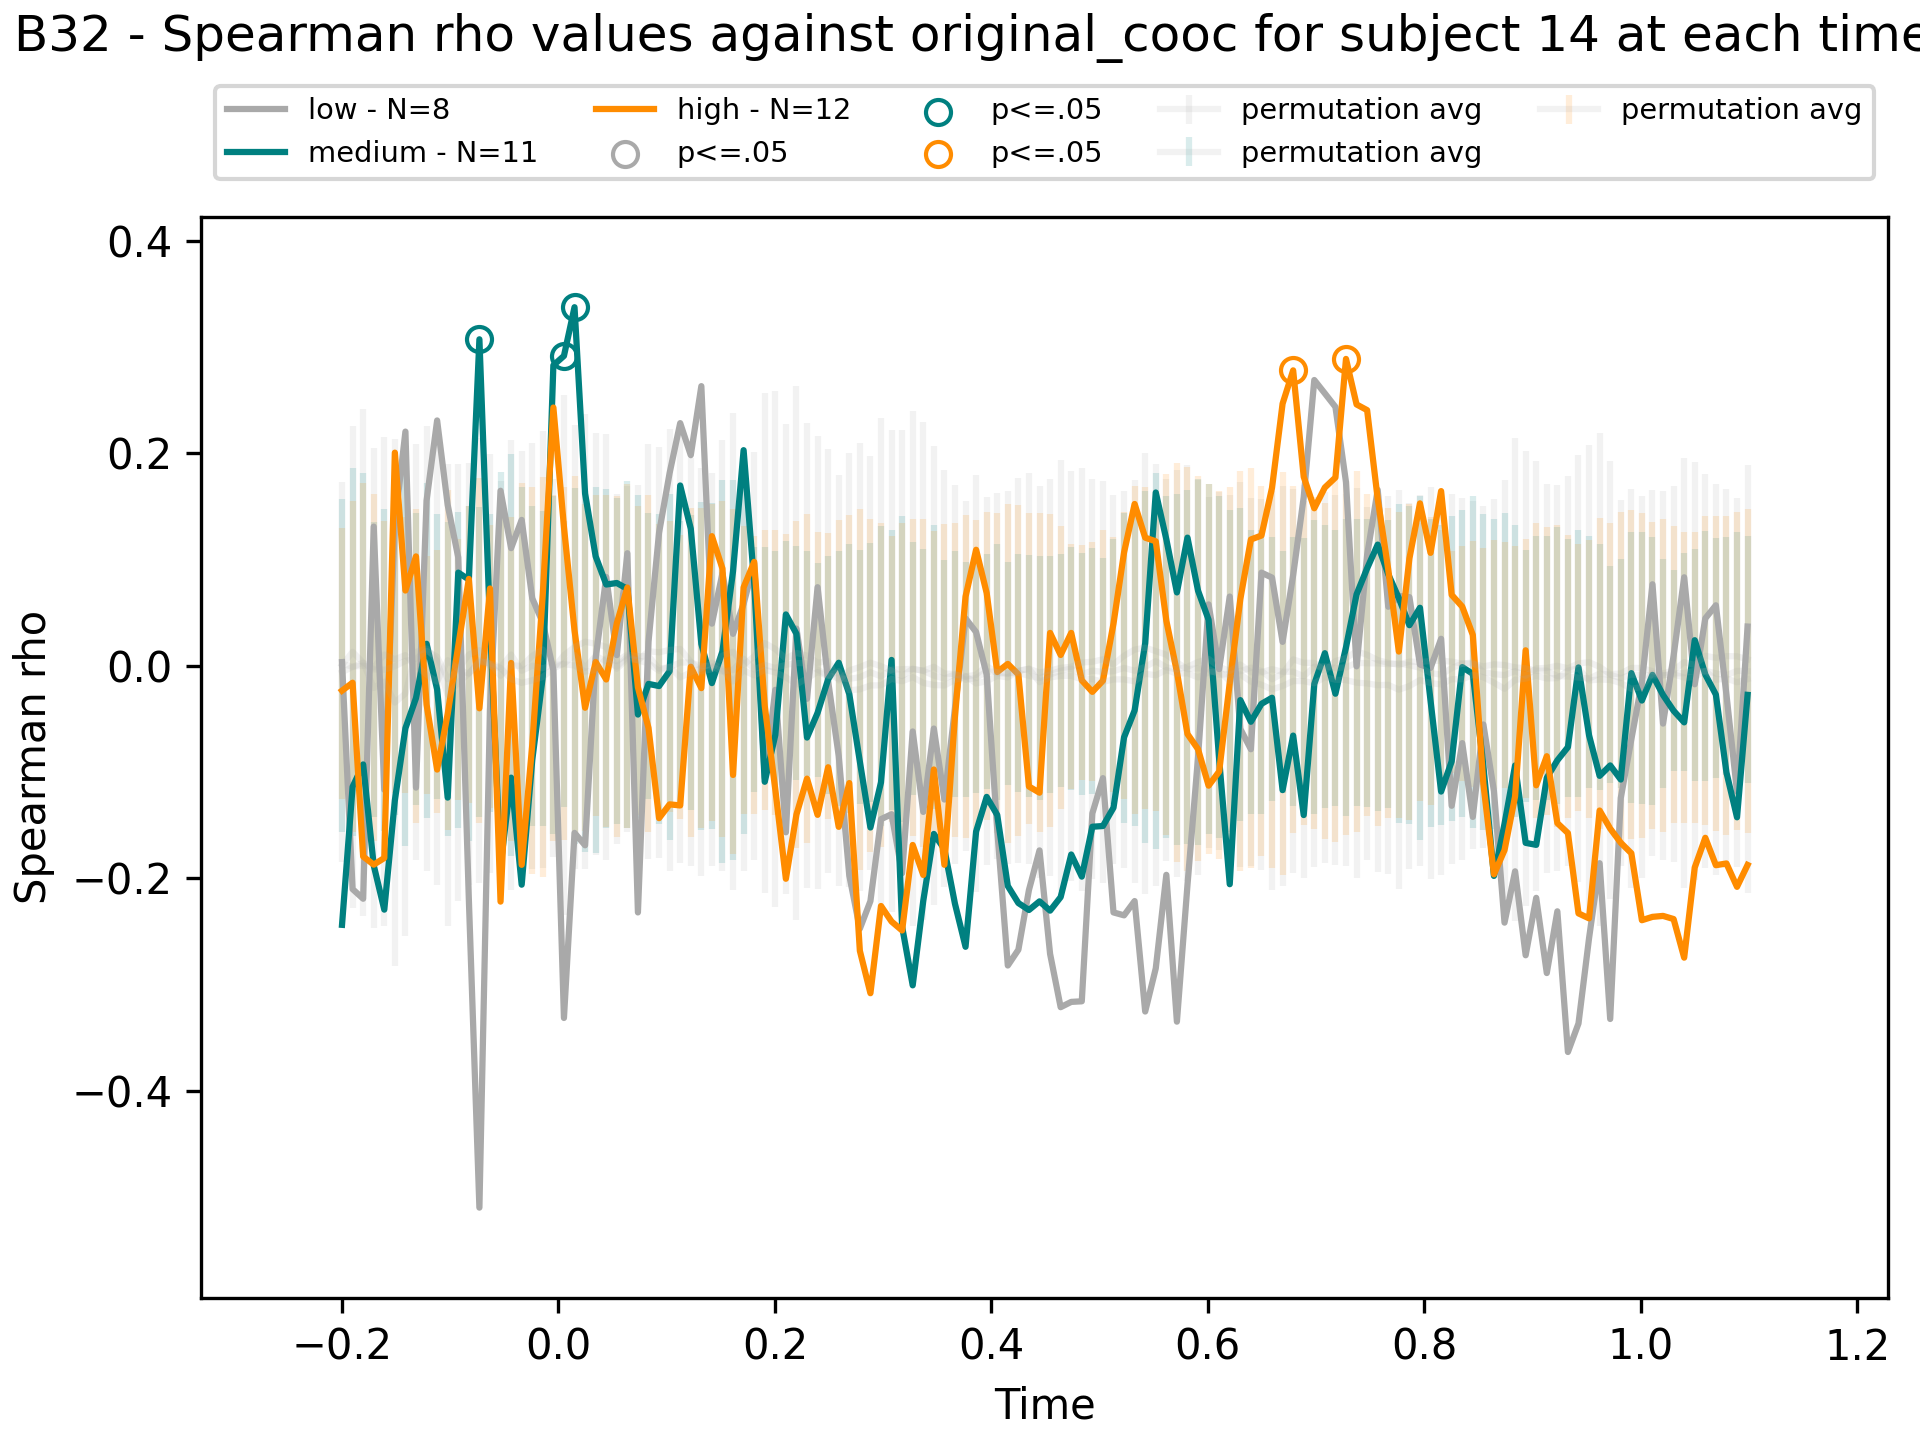 B32 - Spearman rho values against original_cooc for subject 14 at each time
low - N=8
medium - N=11
high - N=12
p<=.05
p<=.05
p<=.05
permutation avg
permutation avg
permutation avg
Spearman rho
0.4
0.2
0.0
−0.2
−0.4
−0.2 0.0 0.2 0.4 0.6 0.8 1.0 1.2
Time